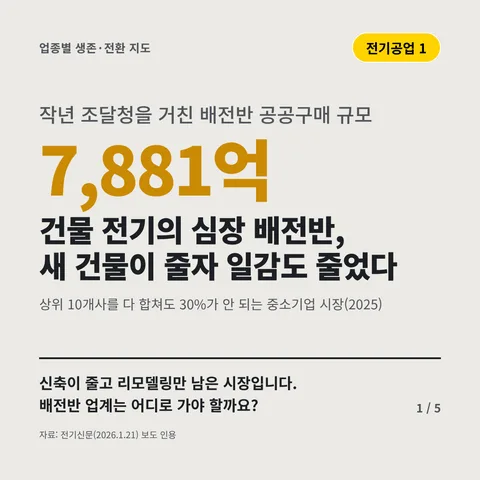 업종별 생존·전환 지도
전기공업 1
작년 조달청을 거친 배전반 공공구매 규모
7,881억
건물 전기의 심장 배전반,
새 건물이 줄자 일감도 줄었다
상위 10개사를 다 합쳐도 30%가 안 되는 중소기업 시장(2025)
신축이 줄고 리모델링만 남은 시장입니다.
배전반 업계는 어디로 가야 할까요?
1 / 5
자료: 전기신문(2026.1.21) 보도 인용